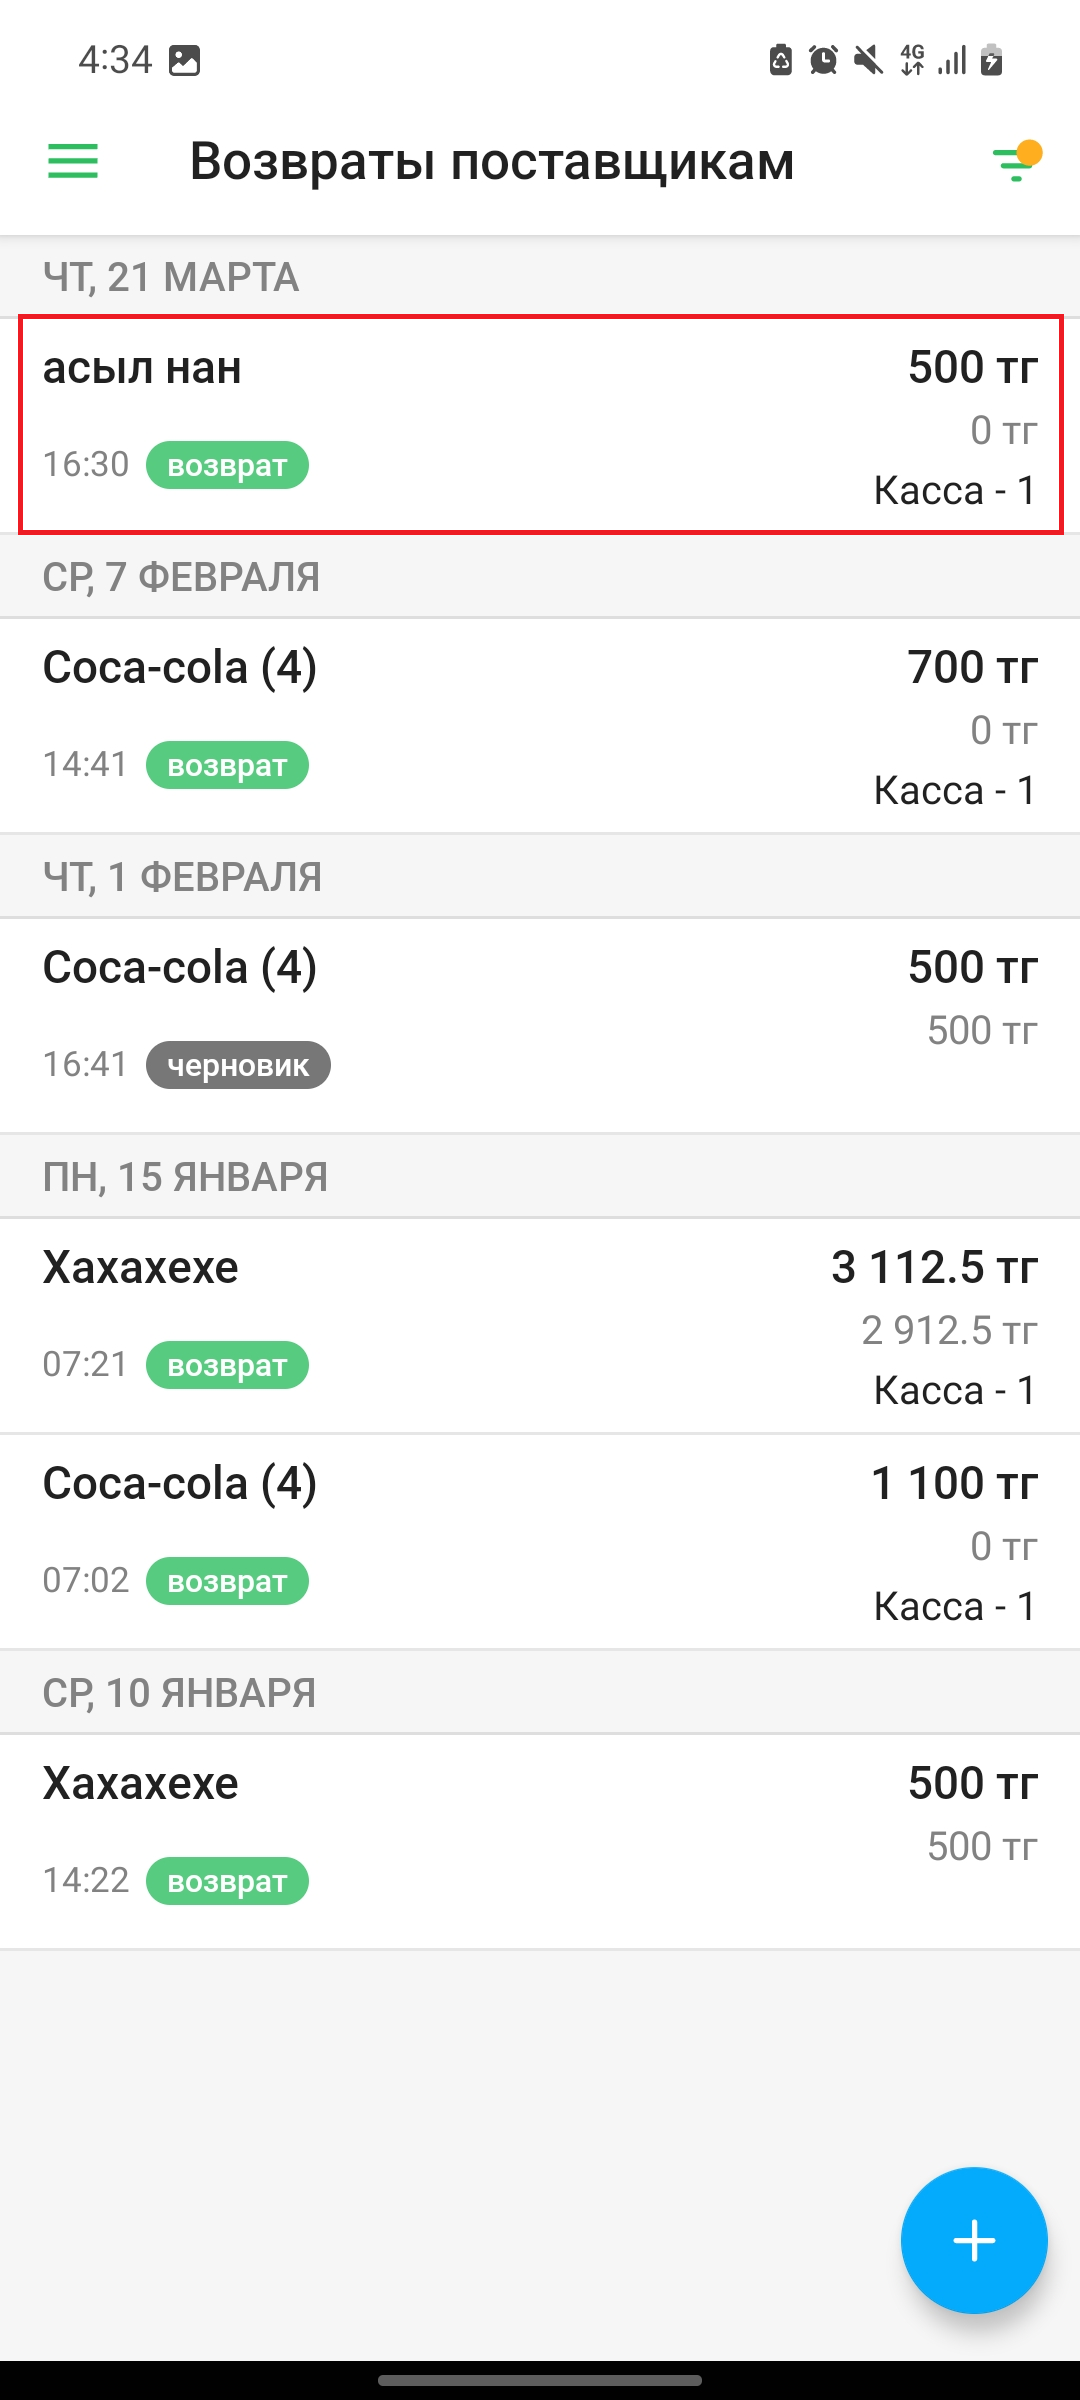 4:34
4G
Возвраты поставщикам
ЧТ, 21 МАРТА
асыл нан 500 тг
0 тг
16:30 возврат
Касса - 1
СР, 7 ФЕВРАЛЯ
Coca-cola (4) 700 тг
0 тг
14:41 возврат
Касса - 1
ЧТ, 1 ФЕВРАЛЯ
Coca-cola (4) 500 тг
500 тг
16:41 черновик
ПН, 15 ЯНВАРЯ
Хахахехе 3 112.5 тг
2 912.5 тг
07:21 возврат
Касса - 1
Coca-cola (4) 1 100 тг
0 тг
07:02 возврат
Касса - 1
СР, 10 ЯНВАРЯ
Хахахехе 500 тг
500 тг
14:22 возврат